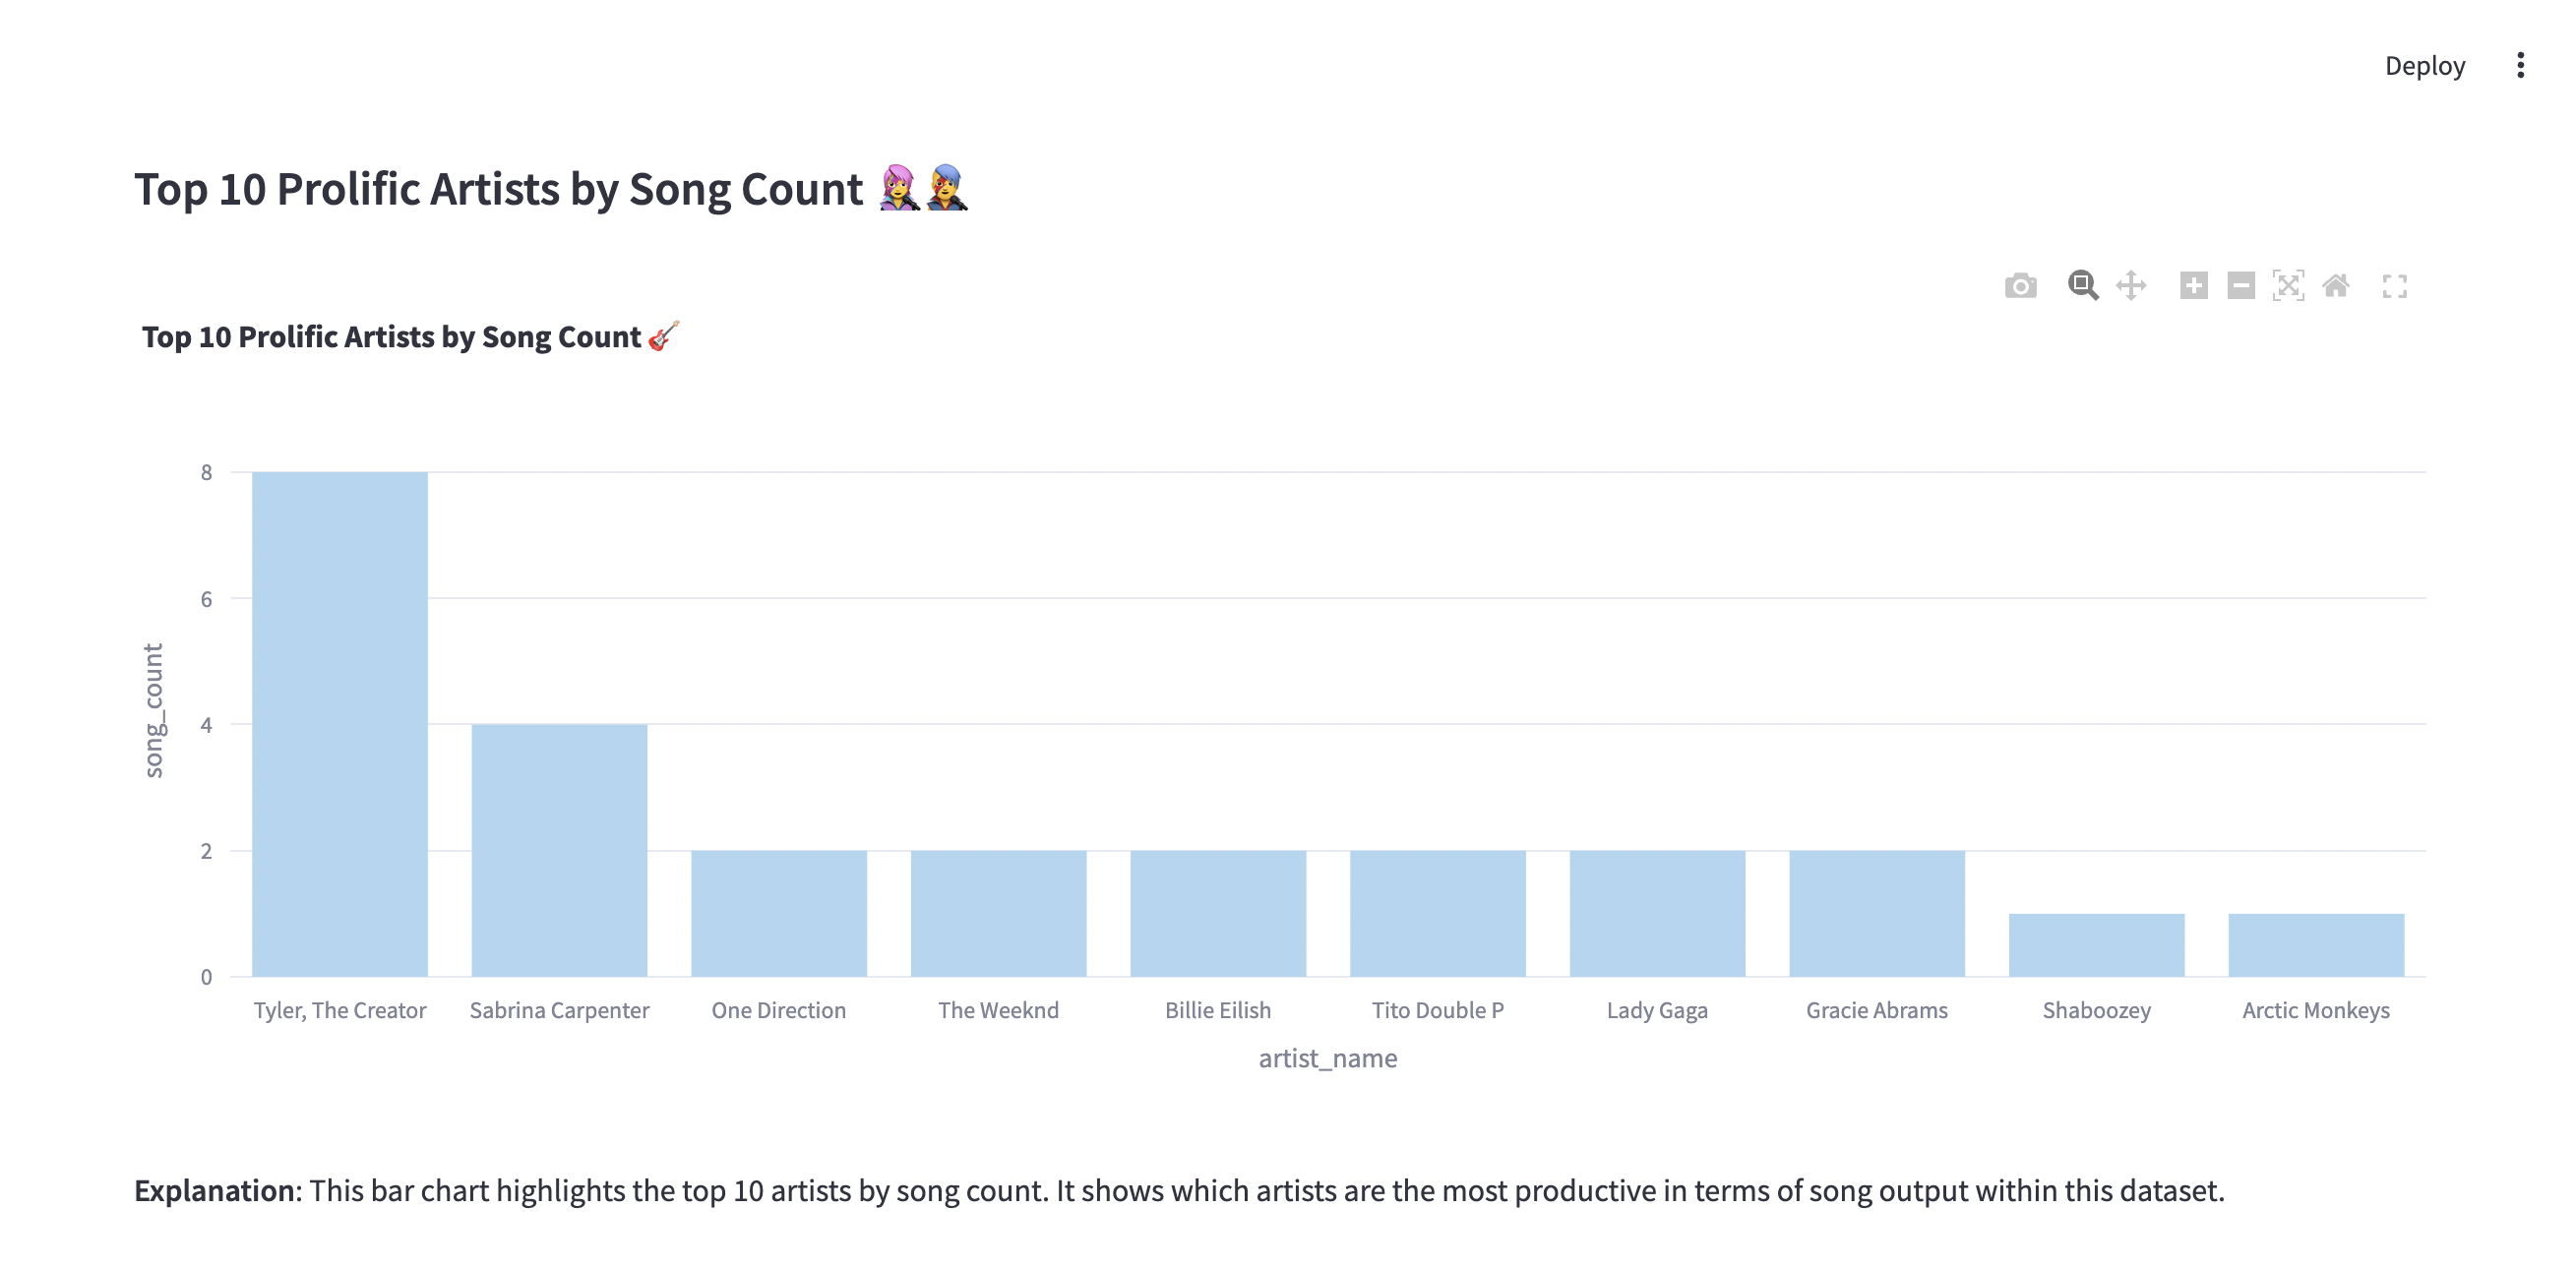 Deploy
Top 10 Prolific Artists by Song Count 👩‍🎤👨‍🎤
Top 10 Prolific Artists by Song Count 🎸
8
6
4
2
0
song_count
Tyler, The Creator
Sabrina Carpenter
One Direction
The Weeknd
Billie Eilish
Tito Double P
Lady Gaga
Gracie Abrams
Shaboozey
Arctic Monkeys
artist_name
Explanation: This bar chart highlights the top 10 artists by song count. It shows which artists are the most productive in terms of song output within this dataset.